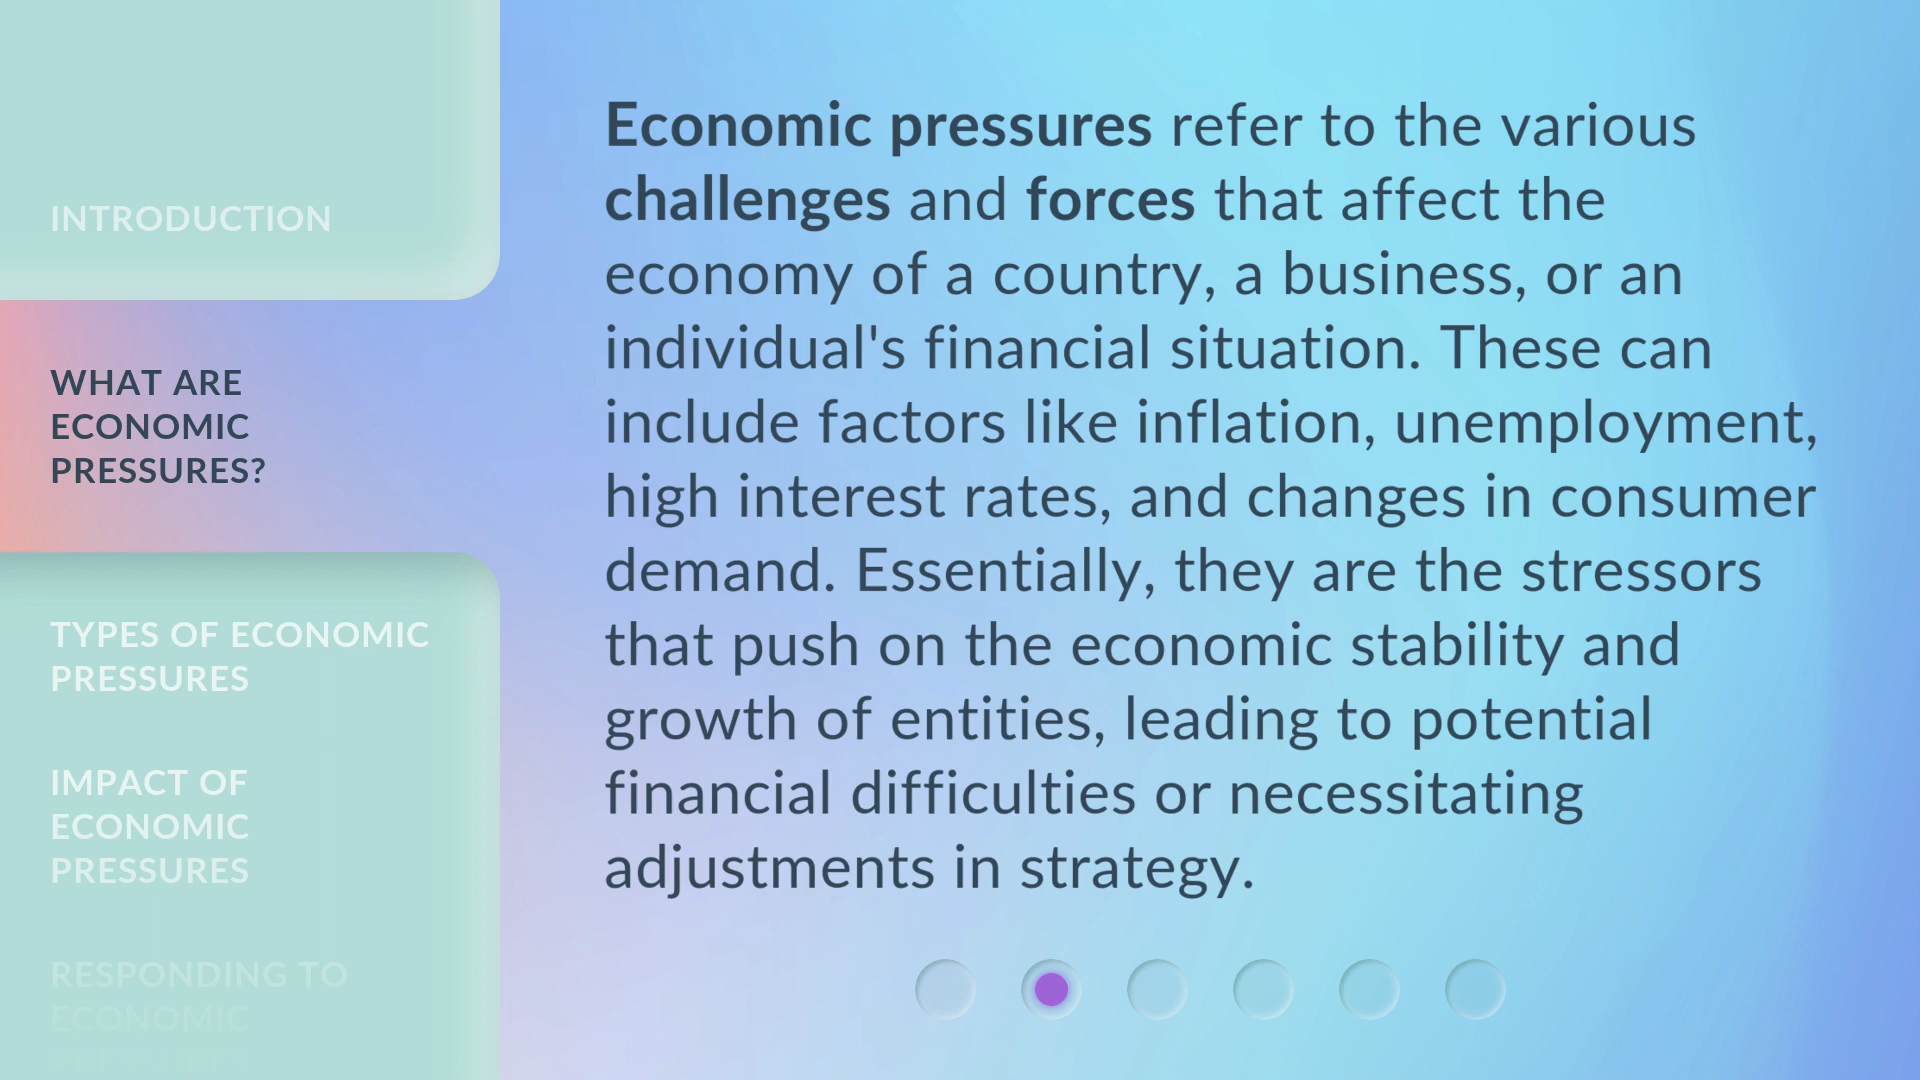 INTRODUCTION
WHAT ARE
ECONOMIC
PRESSURES?
TYPES OF ECONOMIC
PRESSURES
IMPACT OF
ECONOMIC
PRESSURES
RESPONDING TO
ECONOMIC
Economic pressures refer to the various
challenges and forces that affect the
economy of a country, a business, or an
individual's financial situation. These can
include factors like inflation, unemployment,
high interest rates, and changes in consumer
demand. Essentially, they are the stressors
that push on the economic stability and
growth of entities, leading to potential
financial difficulties or necessitating
adjustments in strategy.